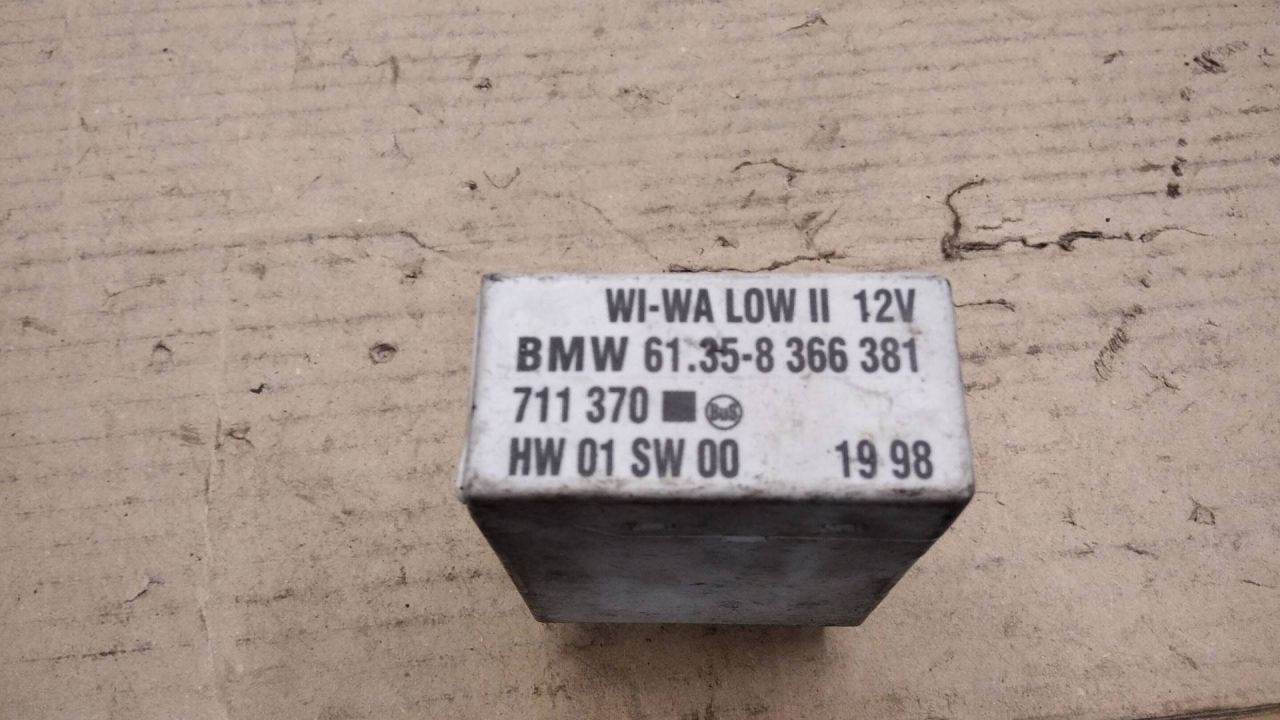 WI-WA LOW II 12V
BMW 61.35-8 366 381
711 370 ■ BuS
HW 01 SW 00 19 98